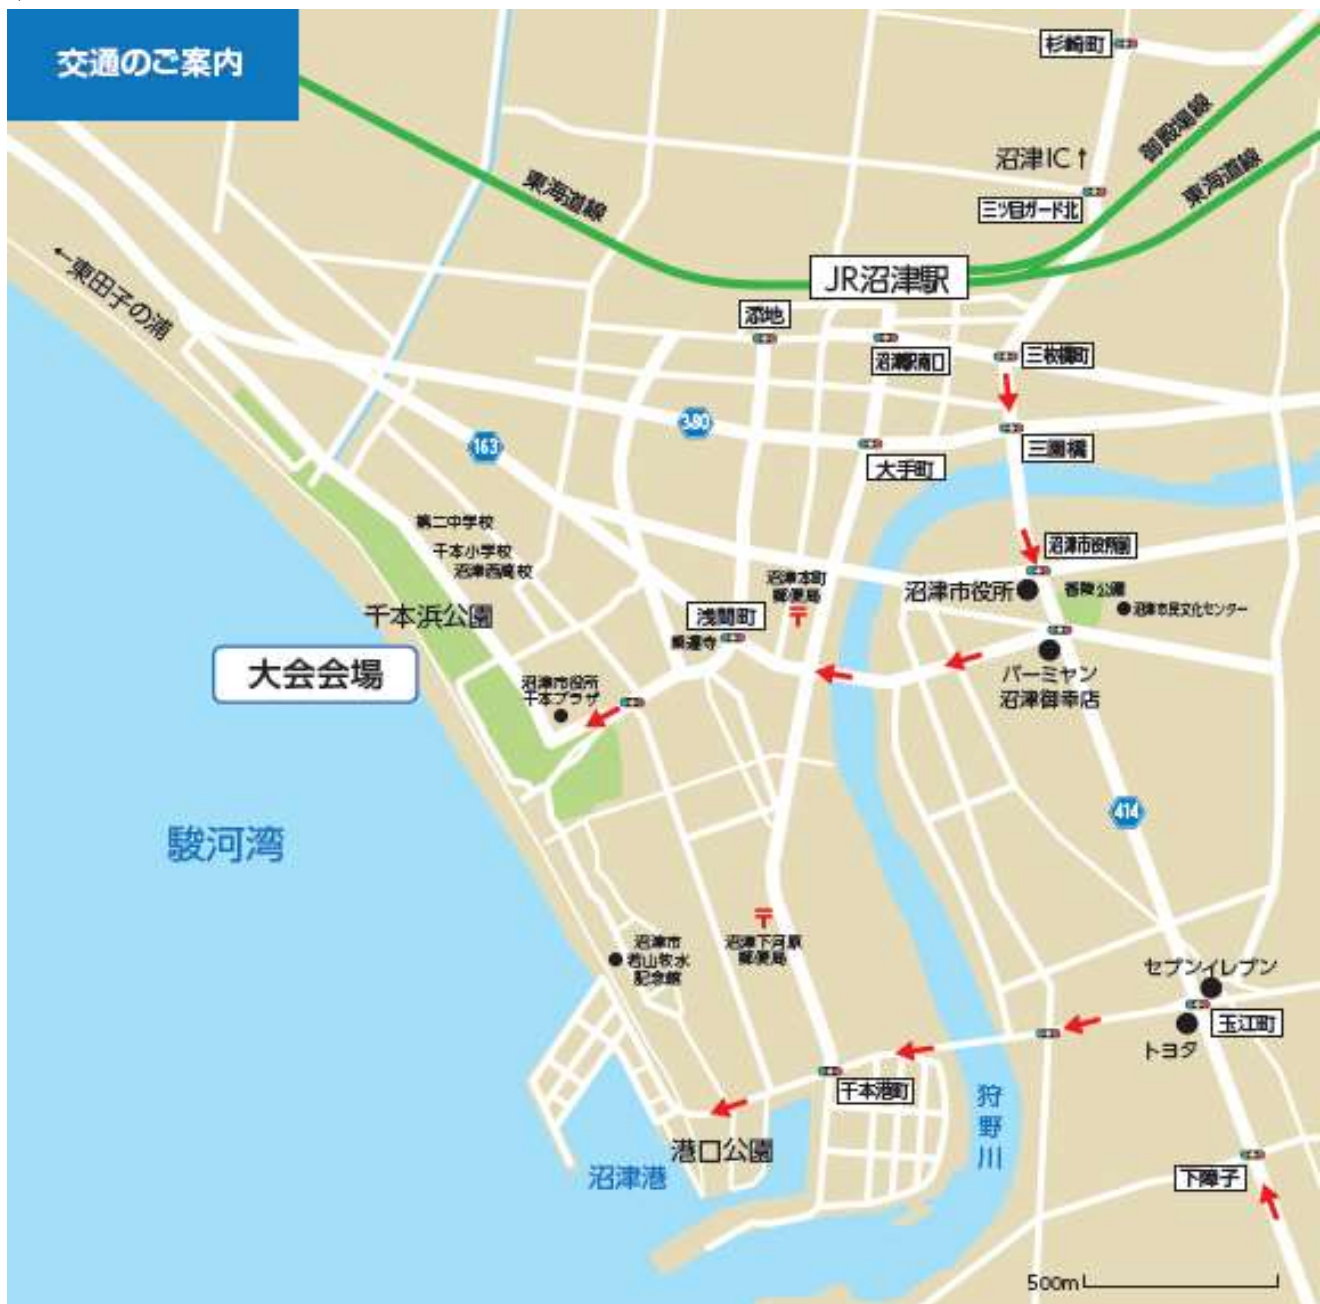 交通のご案内
杉崎町
御殿場線
沼津IC↑
東海道線
東海道線
三ツ目ガード北
JR沼津駅
←東田子の浦
添地
沼津駅南口
三枚橋町
380
163
大手町
三園橋
第二中学校
千本小学校
沼津西高校
沼津市役所前
沼津本町
郵便局
〒
沼津市役所
香陵公園
沼津市民文化センター
千本浜公園
浅間町
乗運寺
大会会場
沼津市役所
千本プラザ
バーミヤン
沼津御幸店
駿河湾
414
〒
沼津下河原
郵便局
沼津市
若山牧水
記念館
セブンイレブン
玉江町
トヨタ
千本港町
狩野川
港口公園
沼津港
下障子
500m